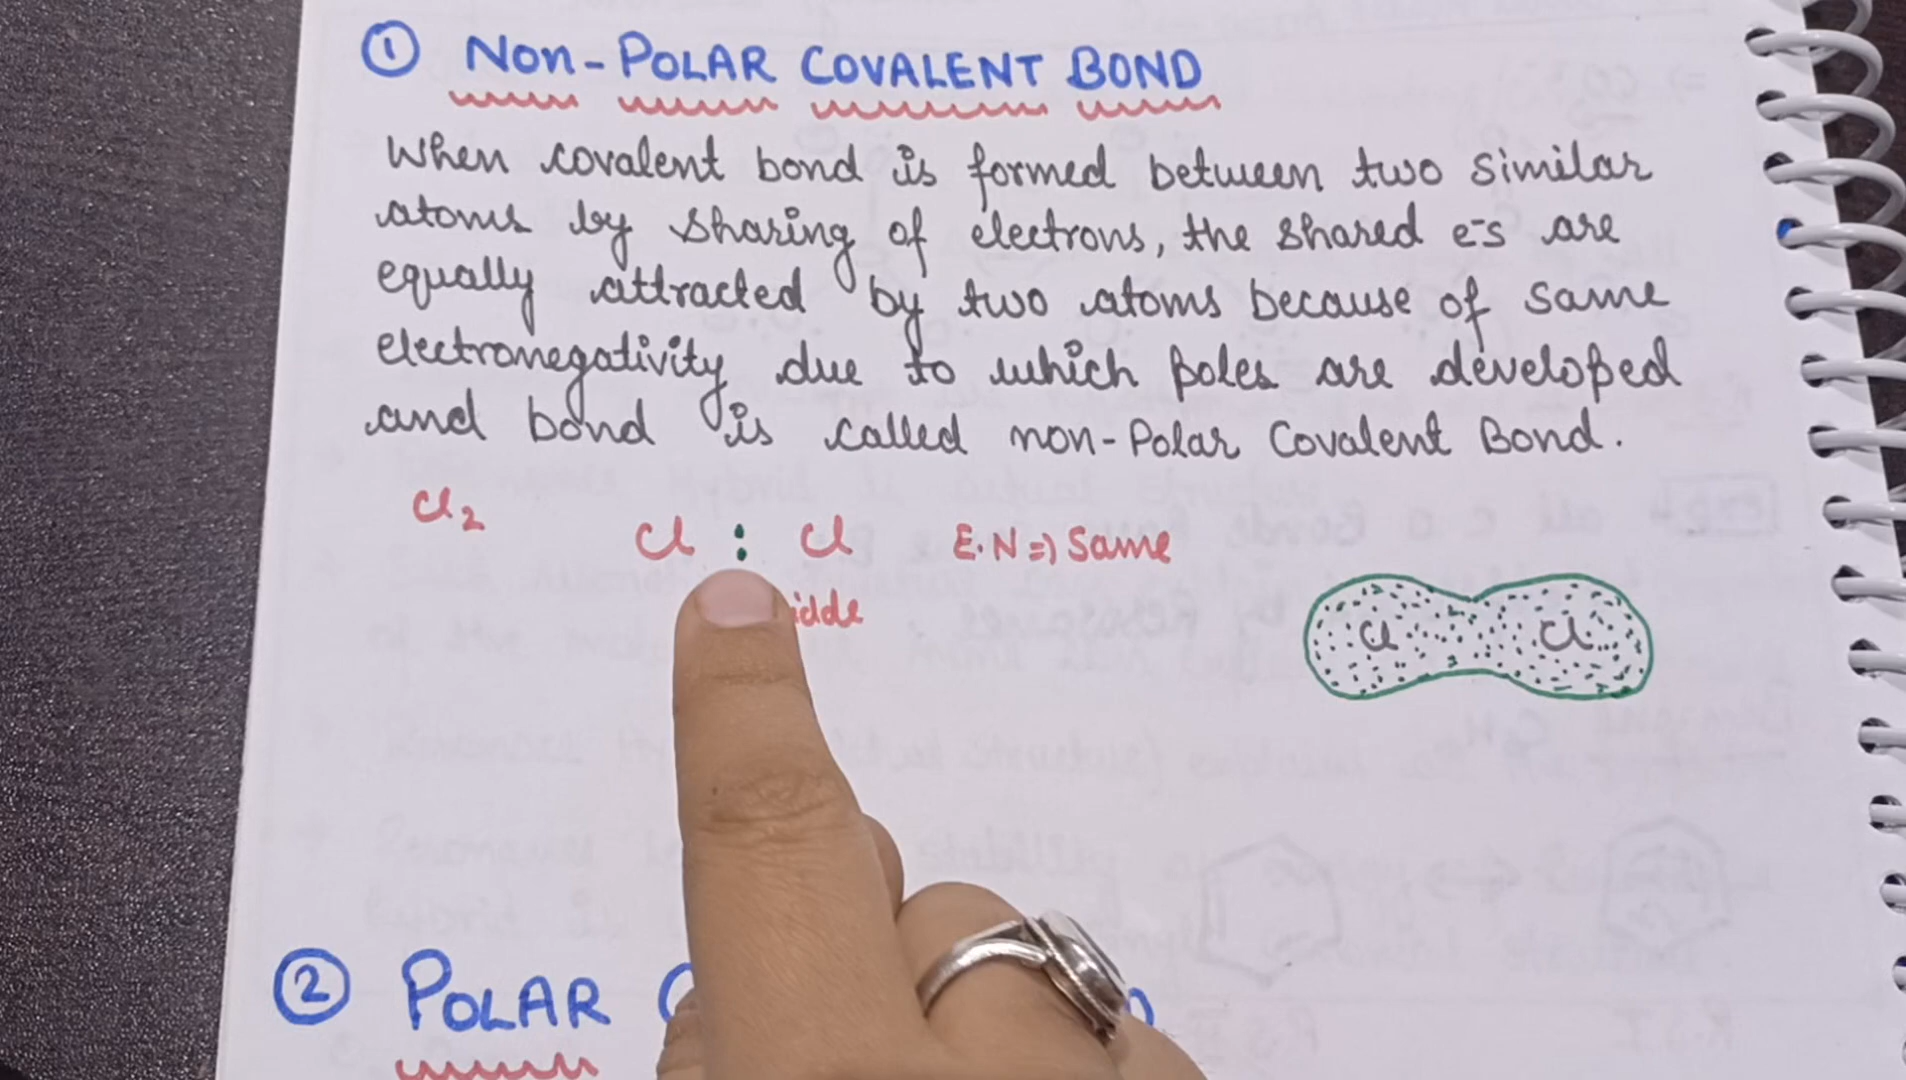 ① NON-POLAR COVALENT BOND
When covalent bond is formed between two similar
atoms by sharing of electrons, the shared e-s are
equally attracted by two atoms because of same
electronegativity due to which poles are developed
and bond is called non-Polar Covalent Bond.
Cl2
Cl : Cl E.N => Same
idde
Cl Cl
② POLAR